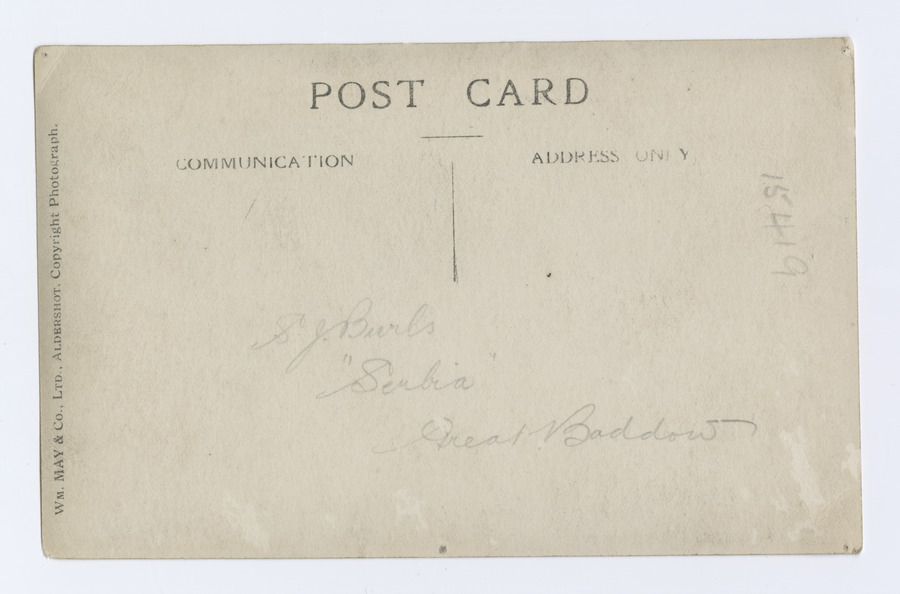 POST CARD
COMMUNICATION
ADDRESS ONLY
Wm. MAY & Co., Ltd., Aldershot. Copyright Photograph.
15419
S. J. Burls
"Serbia"
Great Baddow